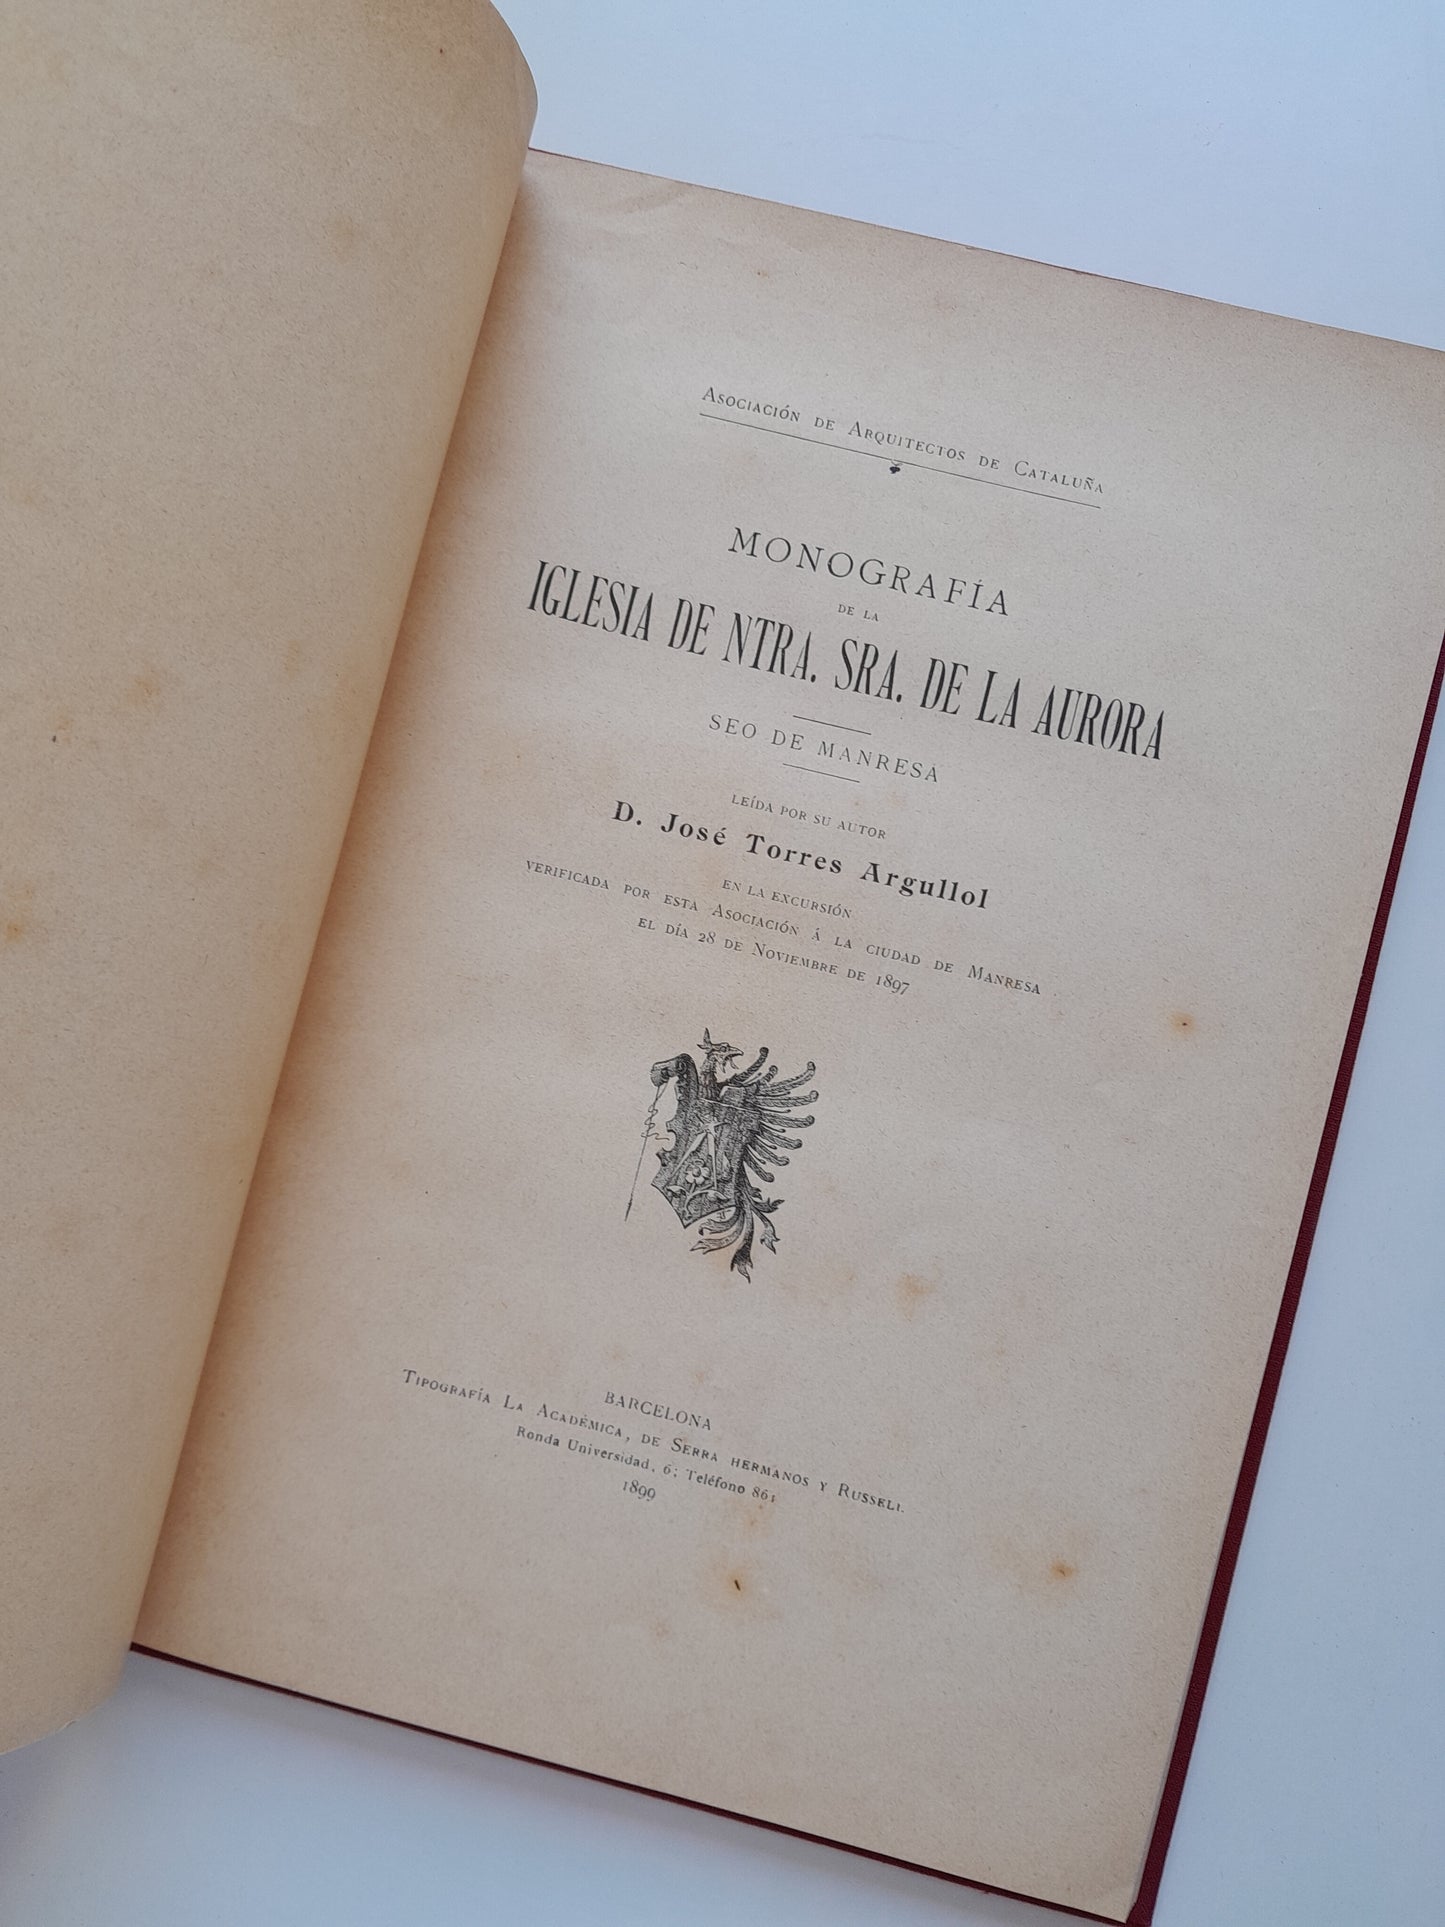 Asociación de Arquitectos de Cataluña
MONOGRAFÍA
DE LA
IGLESIA DE NTRA. SRA. DE LA AURORA
SEO DE MANRESA
LEÍDA POR SU AUTOR
D. José Torres Argullol
EN LA EXCURSIÓN
VERIFICADA POR ESTA ASOCIACIÓN Á LA CIUDAD DE MANRESA
EL DÍA 28 DE NOVIEMBRE DE 1897
BARCELONA
Tipografía La Académica, de Serra hermanos y Russell
Ronda Universidad, 6; Teléfono 861
1899